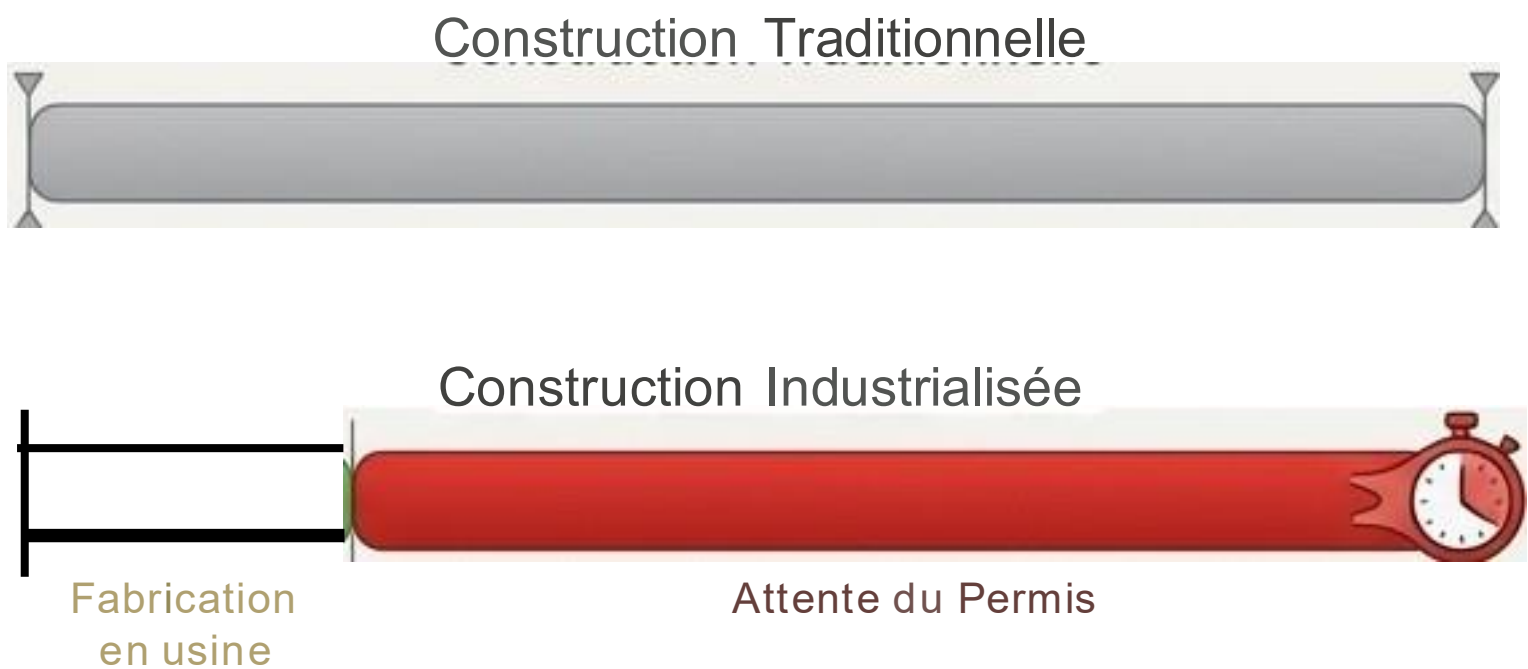 Construction Traditionnelle
Construction Industrialisée
Fabrication
en usine
Attente du Permis